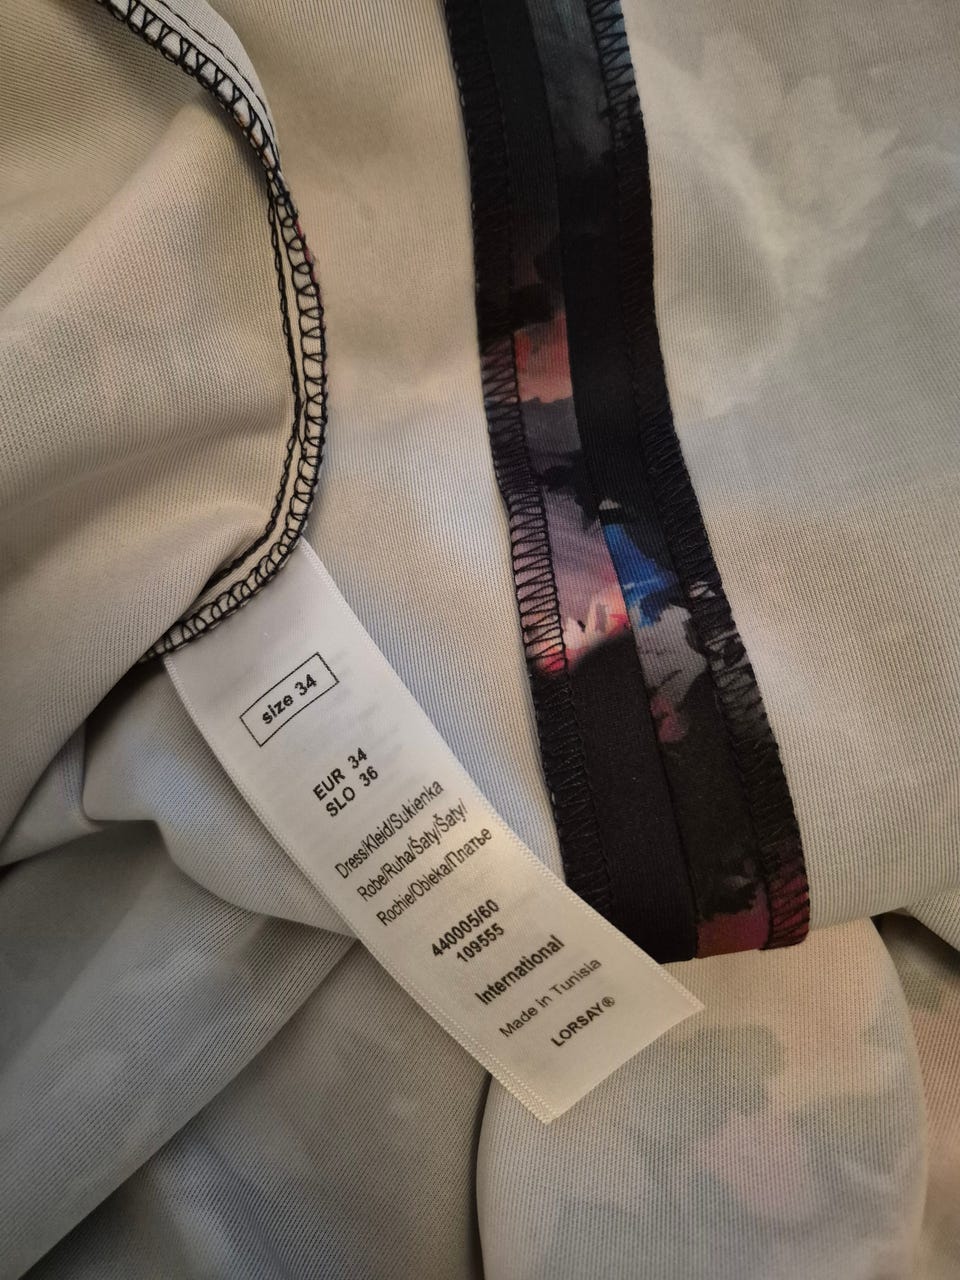 size 34
EUR 34
SLO 36
Dress/Kleid/Sukienka
Robe/Ruha/Šaty/Šaty/
Rochie/Obleka/Платье
440005/60
109555
International
Made in Tunisia
LORSAY®